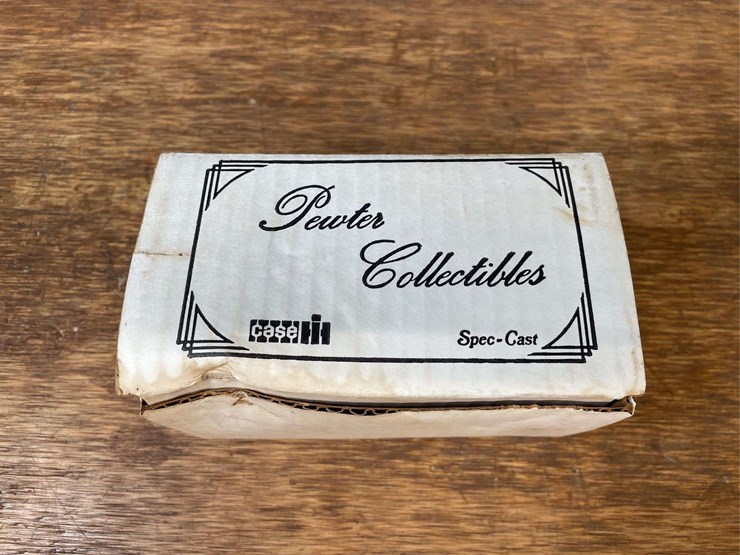 Pewter
Collectibles
case IH
Spec-Cast